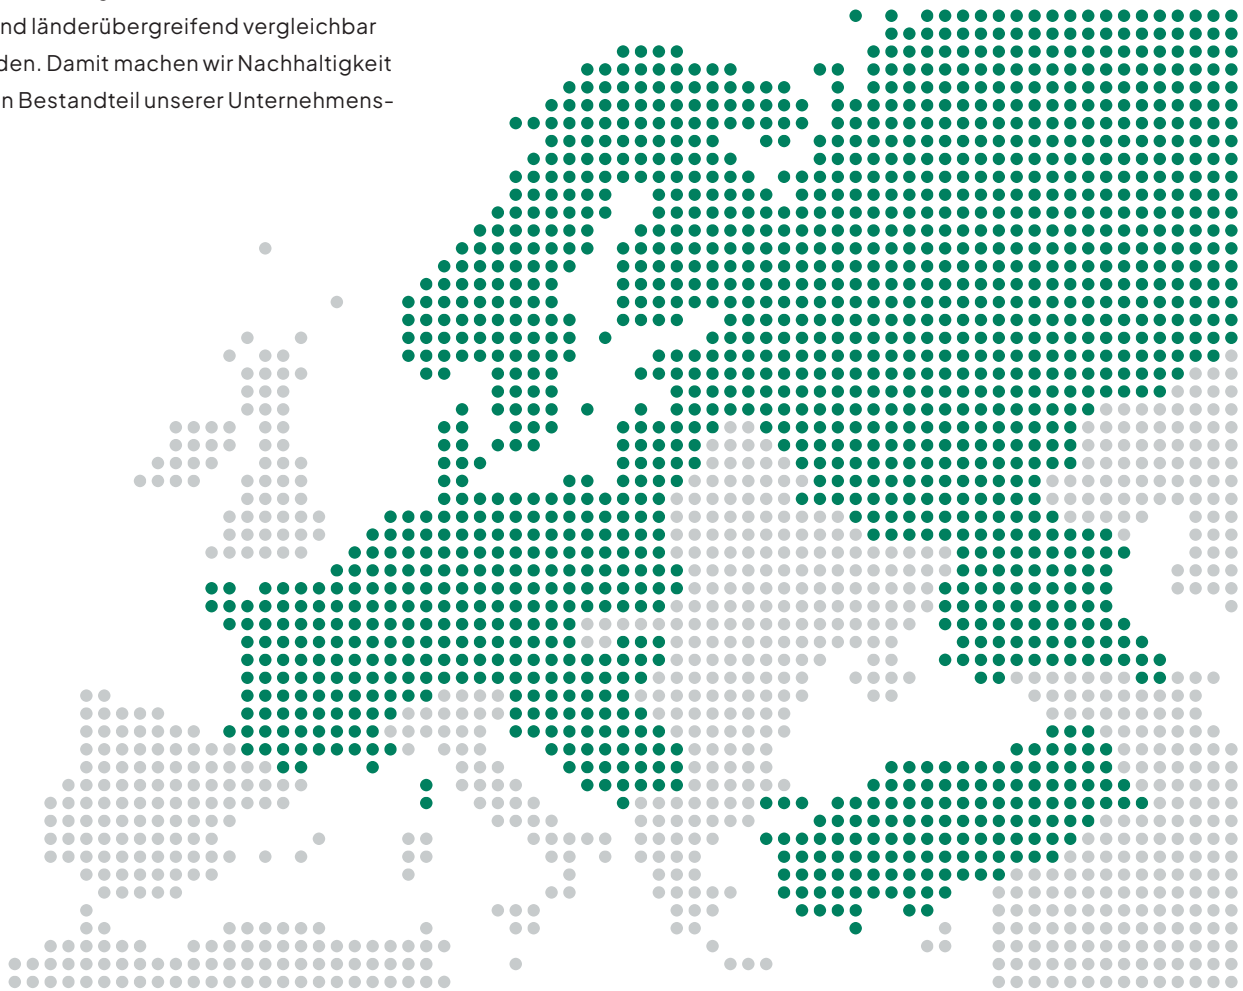 nd länderübergreifend vergleichbar
den. Damit machen wir Nachhaltigkeit
n Bestandteil unserer Unternehmens-